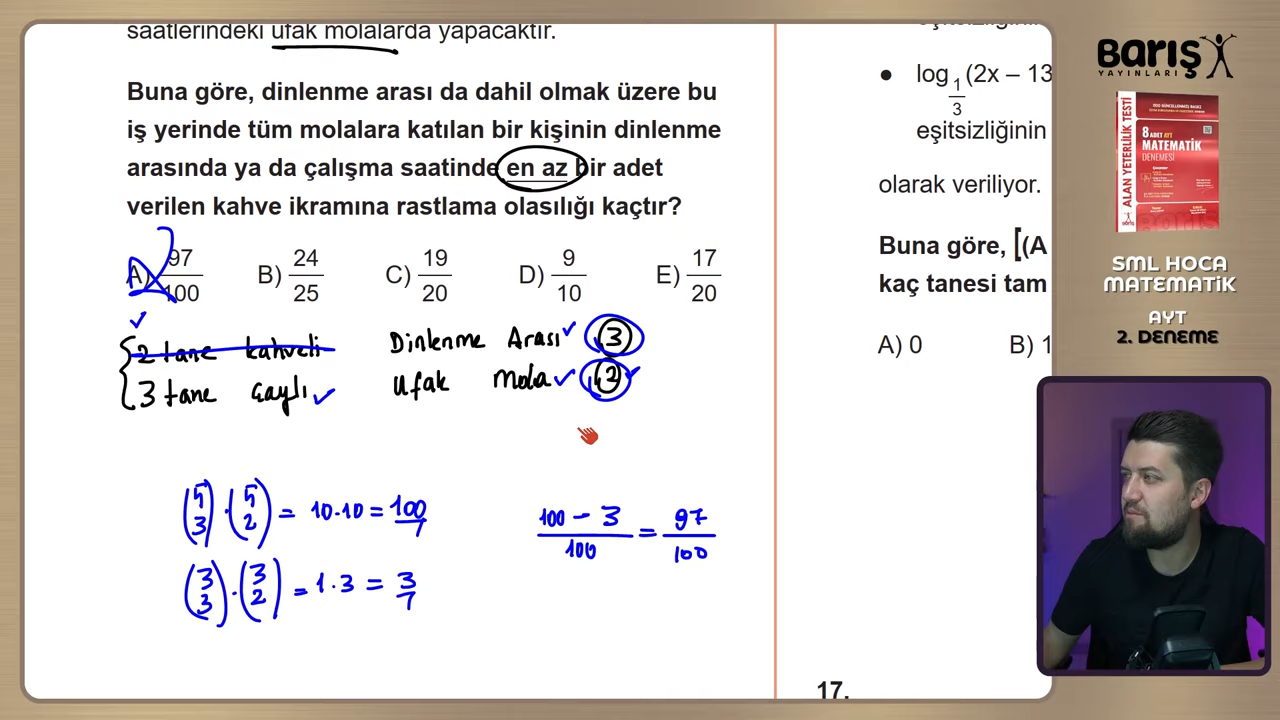 saatlerindeki ufak molalarda yapacaktır.
Buna göre, dinlenme arası da dahil olmak üzere bu
iş yerinde tüm molalara katılan bir kişinin dinlenme
arasında ya da çalışma saatinde en az bir adet
verilen kahve ikramına rastlama olasılığı kaçtır?
A) 97/100 B) 24/25 C) 19/20 D) 9/10 E) 17/20
2 tane kahveli Dinlenme Arası 3
3 tane çaylı Ufak Mola 2
(5 3) · (5 2) = 10·10 = 100
(3 3) · (3 2) = 1·3 = 3
100 - 3 / 100 = 97/100
log 1/3 (2x – 13
eşitsizliğinin
olarak veriliyor.
Buna göre, [(A
kaç tanesi tam
A) 0 B) 1
17.
Barış
YAYINLARI
ALAN YETERLİLİK TESTİ
8 ADET AYT
MATEMATİK
DENEMESİ
SML HOCA
MATEMATİK
AYT
2. DENEME